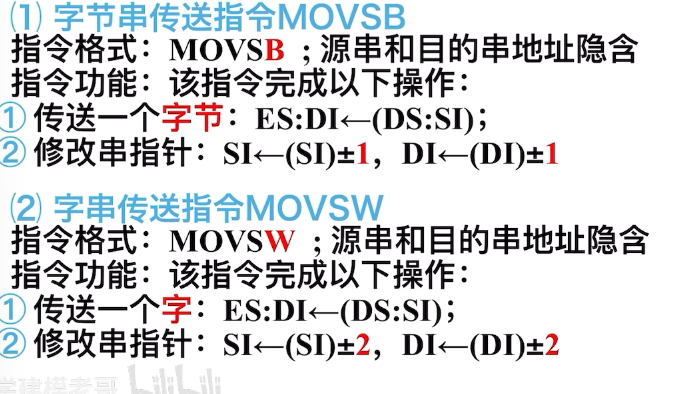 ⑴ 字节串传送指令MOVSB
指令格式：MOVSB ；源串和目的串地址隐含
指令功能：该指令完成以下操作：
① 传送一个字节：ES:DI←(DS:SI)；
② 修改串指针：SI←(SI)±1，DI←(DI)±1
⑵ 字串传送指令MOVSW
指令格式：MOVSW ；源串和目的串地址隐含
指令功能：该指令完成以下操作：
① 传送一个字：ES:DI←(DS:SI)；
② 修改串指针：SI←(SI)±2，DI←(DI)±2
学建模老哥 bilibili